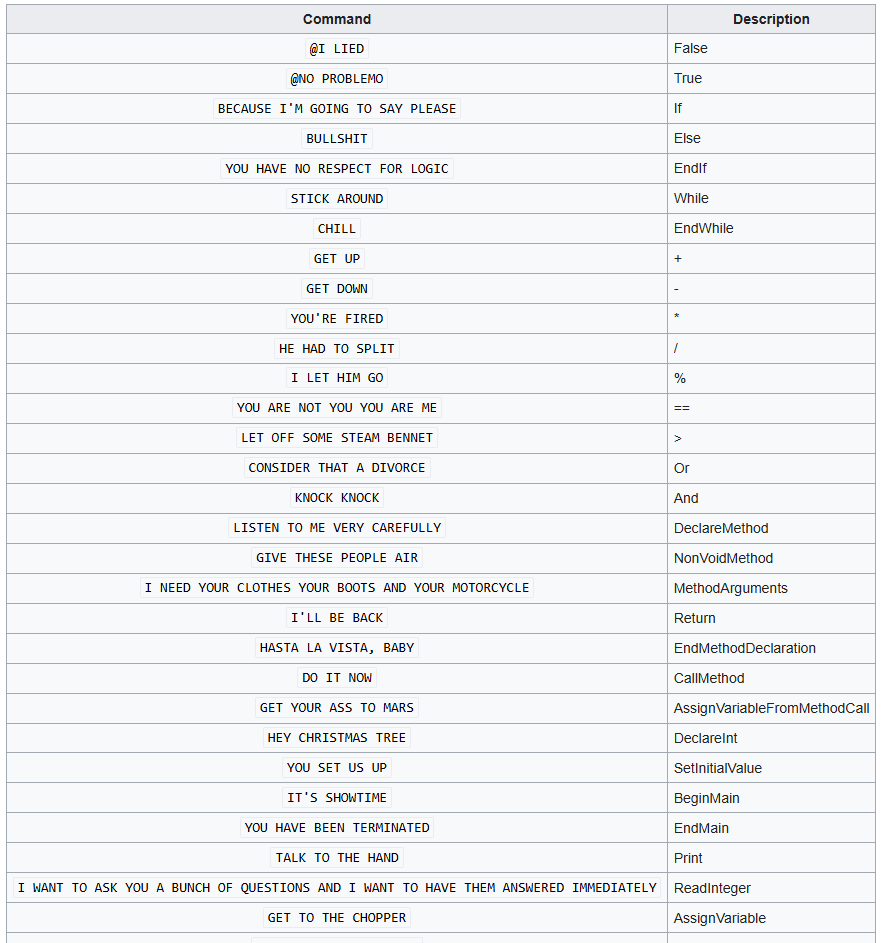 Command Description
@I LIED False
@NO PROBLEMO True
BECAUSE I'M GOING TO SAY PLEASE If
BULLSHIT Else
YOU HAVE NO RESPECT FOR LOGIC EndIf
STICK AROUND While
CHILL EndWhile
GET UP +
GET DOWN -
YOU'RE FIRED *
HE HAD TO SPLIT /
I LET HIM GO %
YOU ARE NOT YOU YOU ARE ME ==
LET OFF SOME STEAM BENNET >
CONSIDER THAT A DIVORCE Or
KNOCK KNOCK And
LISTEN TO ME VERY CAREFULLY DeclareMethod
GIVE THESE PEOPLE AIR NonVoidMethod
I NEED YOUR CLOTHES YOUR BOOTS AND YOUR MOTORCYCLE MethodArguments
I'LL BE BACK Return
HASTA LA VISTA, BABY EndMethodDeclaration
DO IT NOW CallMethod
GET YOUR ASS TO MARS AssignVariableFromMethodCall
HEY CHRISTMAS TREE DeclareInt
YOU SET US UP SetInitialValue
IT'S SHOWTIME BeginMain
YOU HAVE BEEN TERMINATED EndMain
TALK TO THE HAND Print
I WANT TO ASK YOU A BUNCH OF QUESTIONS AND I WANT TO HAVE THEM ANSWERED IMMEDIATELY ReadInteger
GET TO THE CHOPPER AssignVariable